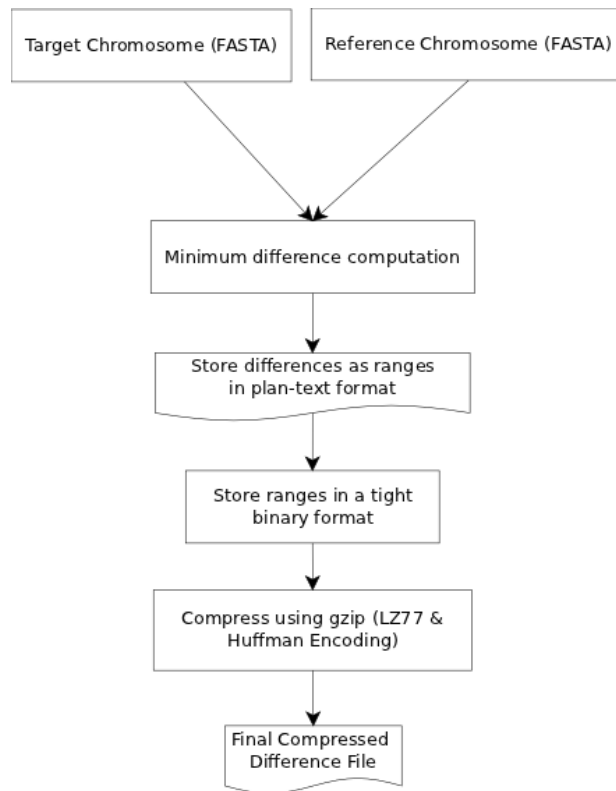 Target Chromosome (FASTA)
Reference Chromosome (FASTA)
Minimum difference computation
Store differences as ranges
in plan-text format
Store ranges in a tight
binary format
Compress using gzip (LZ77 &
Huffman Encoding)
Final Compressed
Difference File